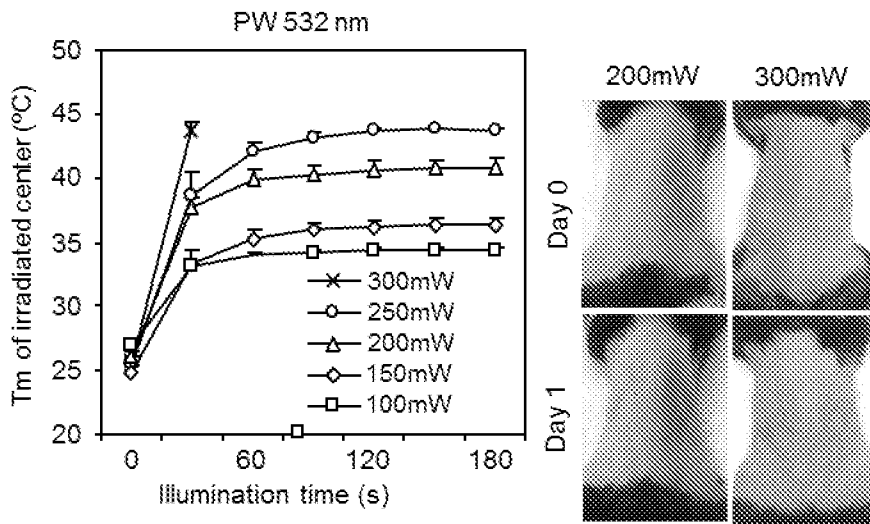 PW 532 nm
50
45
40
35
30
25
20
0
60
120
180
Tm of irradiated center (ºC)
Illumination time (s)
300mW
250mW
200mW
150mW
100mW
200mW
300mW
Day 0
Day 1